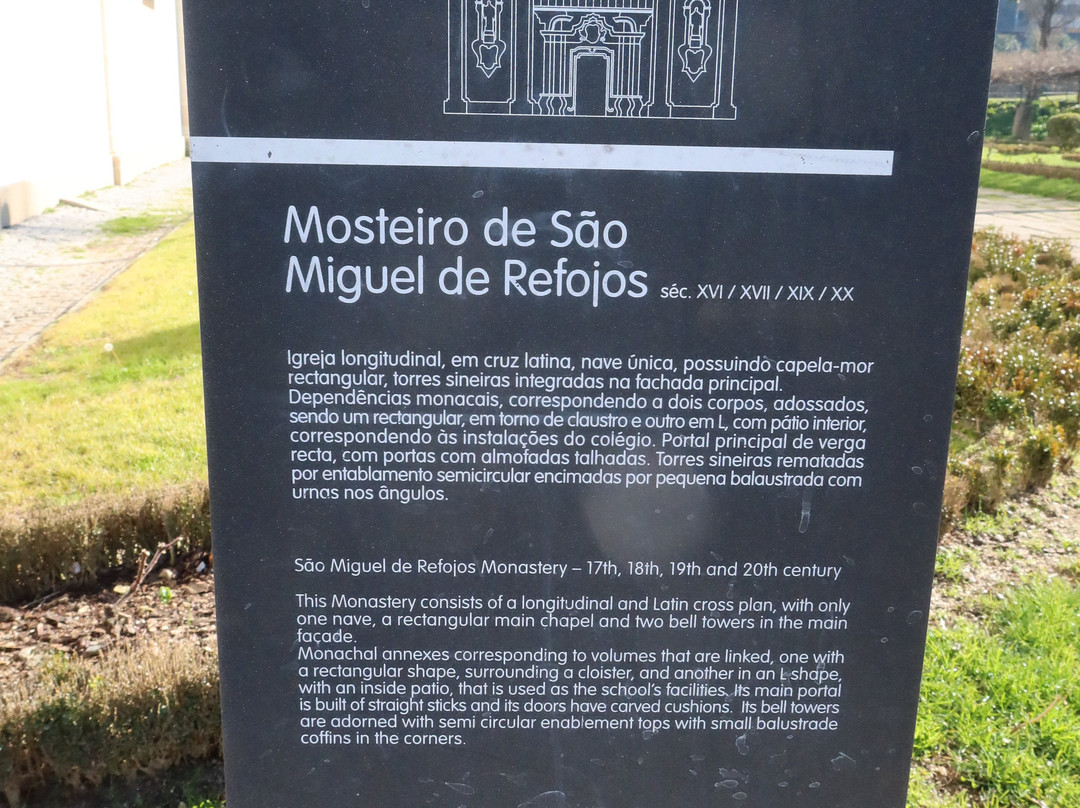 Mosteiro de São
Miguel de Refojos séc. XVI / XVII / XIX / XX
Igreja longitudinal, em cruz latina, nave única, possuindo capela-mor
rectangular, torres sineiras integradas na fachada principal.
Dependências monacais, correspondendo a dois corpos, adossados,
sendo um rectangular, em torno de claustro e outro em L, com pátio interior,
correspondendo às instalações do colégio. Portal principal de verga
recta, com portas com almofadas talhadas. Torres sineiras rematadas
por entablamento semicircular encimadas por pequena balaustrada com
urnas nos ângulos.
São Miguel de Refojos Monastery – 17th, 18th, 19th and 20th century
This Monastery consists of a longitudinal and Latin cross plan, with only
one nave, a rectangular main chapel and two bell towers in the main
façade.
Monachal annexes corresponding to volumes that are linked, one with
a rectangular shape, surrounding a cloister, and another in an L shape,
with an inside patio, that is used as the school's facilities. Its main portal
is built of straight sticks and its doors have carved cushions. Its bell towers
are adorned with semi circular enablement tops with small balustrade
coffins in the corners.